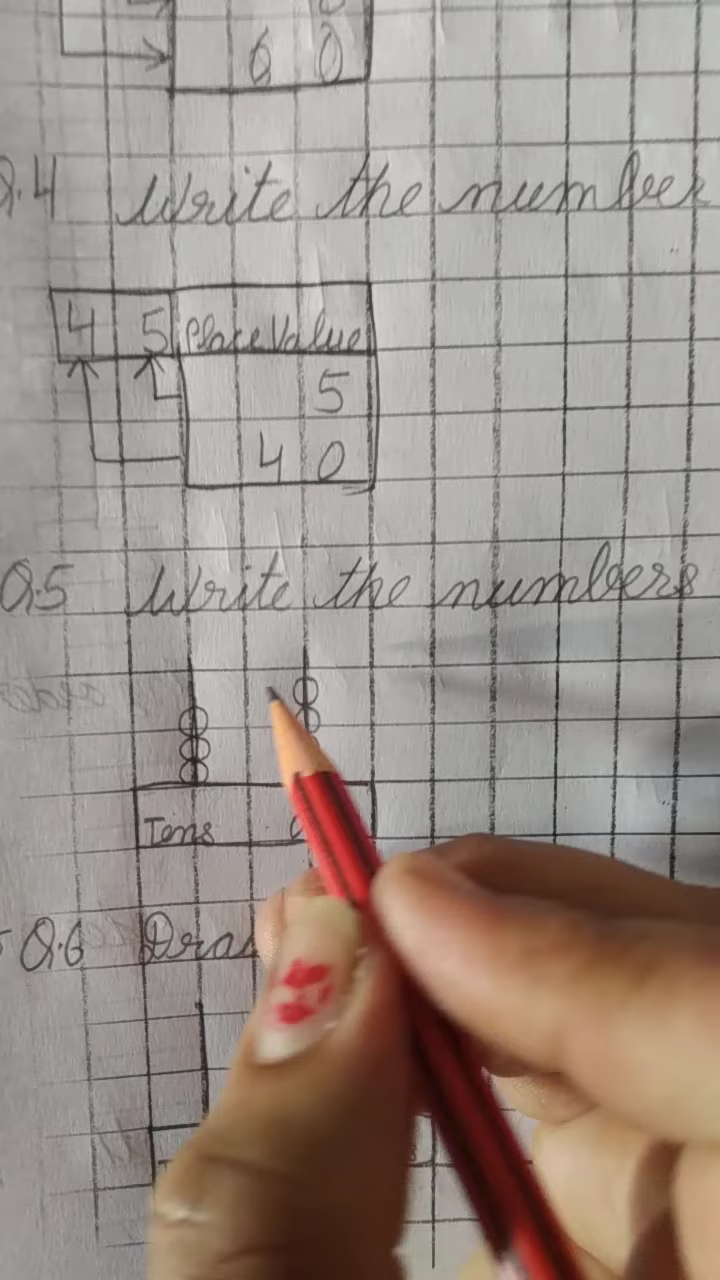 6 0
Q.4 Write the number
4 5 Place Value
5
4 0
Q.5 Write the numbers
Tens
Q.6